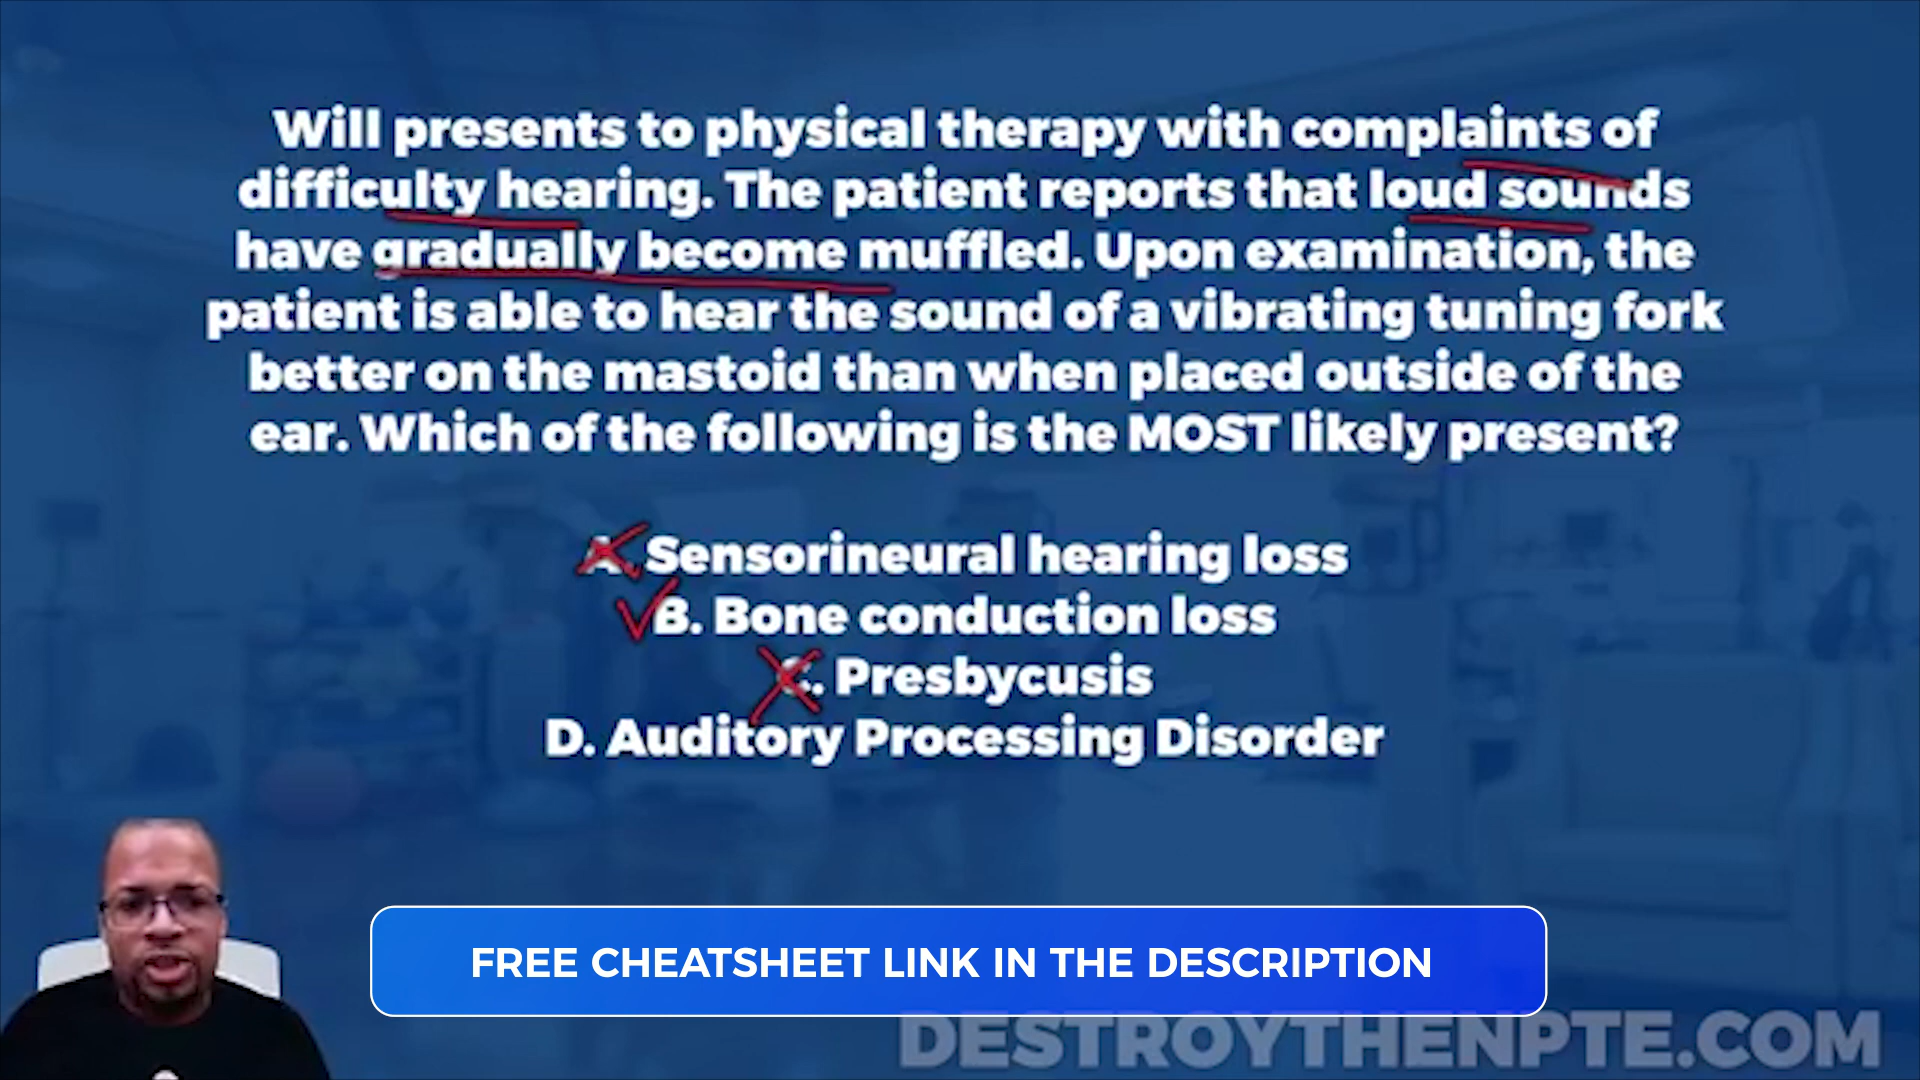 Will presents to physical therapy with complaints of
difficulty hearing. The patient reports that loud sounds
have gradually become muffled. Upon examination, the
patient is able to hear the sound of a vibrating tuning fork
better on the mastoid than when placed outside of the
ear. Which of the following is the MOST likely present?
A. Sensorineural hearing loss
B. Bone conduction loss
C. Presbycusis
D. Auditory Processing Disorder
FREE CHEATSHEET LINK IN THE DESCRIPTION
DESTROYTHENPTE.COM